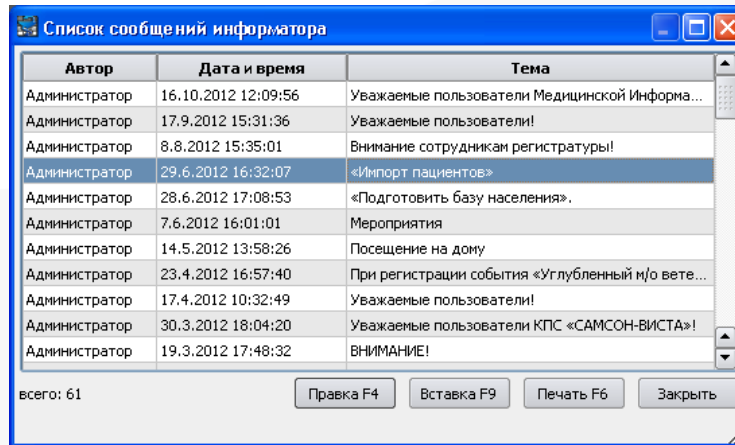 Список сообщений информатора
Автор Дата и время Тема
Администратор 16.10.2012 12:09:56 Уважаемые пользователи Медицинской Информа...
Администратор 17.9.2012 15:31:36 Уважаемые пользователи!
Администратор 8.8.2012 15:35:01 Внимание сотрудникам регистратуры!
Администратор 29.6.2012 16:32:07 «Импорт пациентов»
Администратор 28.6.2012 17:08:53 «Подготовить базу населения».
Администратор 7.6.2012 16:01:01 Мероприятия
Администратор 14.5.2012 13:58:26 Посещение на дому
Администратор 23.4.2012 16:57:40 При регистрации события «Углубленный м/о вете...
Администратор 17.4.2012 10:32:49 Уважаемые пользователи!
Администратор 30.3.2012 18:04:20 Уважаемые пользователи КПС «САМСОН-ВИСТА»!
Администратор 19.3.2012 17:48:32 ВНИМАНИЕ!
всего: 61 Правка F4 Вставка F9 Печать F6 Закрыть